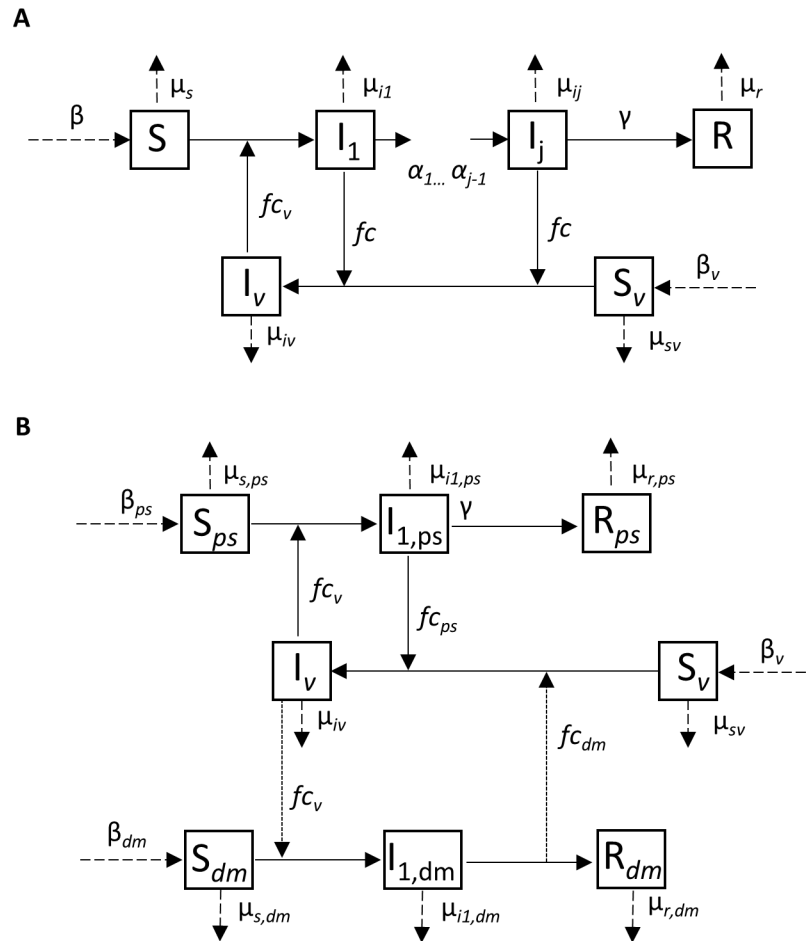 A
μs μi1 μij μr
β S I1 Ij γ R
α1... αj-1
fcv fc fc
Iv Sv βv
μiv μsv
B
μs,ps μi1,ps μr,ps
βps Sps I1,ps γ Rps
fcv fcps
Iv Sv βv
μiv μsv
fcv fcdm
βdm Sdm I1,dm Rdm
μs,dm μi1,dm μr,dm